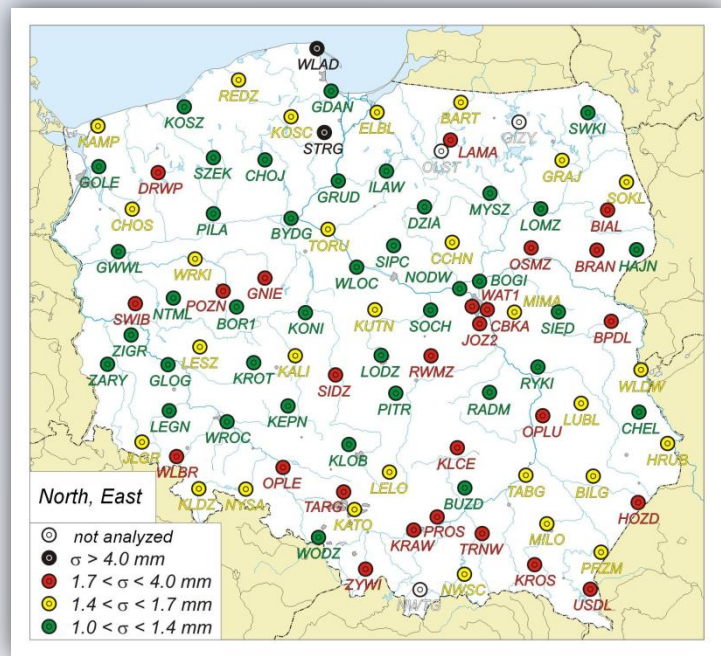 WLAD
REDZ
GDAN
KOSZ
KOSC
ELBL
BART
GIZY
SWKI
KAMP
STRG
LAMA
OLST
GOLE
DRWP
SZEK
CHOJ
ILAW
GRAJ
SOKL
GRUD
CHOS
PILA
BYDG
TORU
DZIA
MYSZ
LOMZ
BIAL
GWWL
WRKI
SIPC
CCHN
OSMZ
BRAN
HAJN
WLOC
NODW
BOGI
SWIB
NTML
POZN
GNIE
BOR1
KONI
KUTN
SOCH
WAT1
MIMA
CBKA
JOZ2
SIED
BPDL
ZIGR
LESZ
ZARY
GLOG
KROT
KALI
SIDZ
LODZ
RWMZ
RYKI
WLDW
LEGN
WROC
KEPN
PITR
RADM
OPLU
LUBL
CHEL
JLGR
WLBR
KLOB
KLCE
HRUB
North, East
KLDZ
NYSA
OPLE
TARG
KATO
LELO
BUZD
TABG
BILG
HOZD
WODZ
KRAW
PROS
TRNW
MILO
PRZM
ZYWI
NWTG
NWSC
KROS
USDL
not analyzed
σ > 4.0 mm
1.7 < σ < 4.0 mm
1.4 < σ < 1.7 mm
1.0 < σ < 1.4 mm